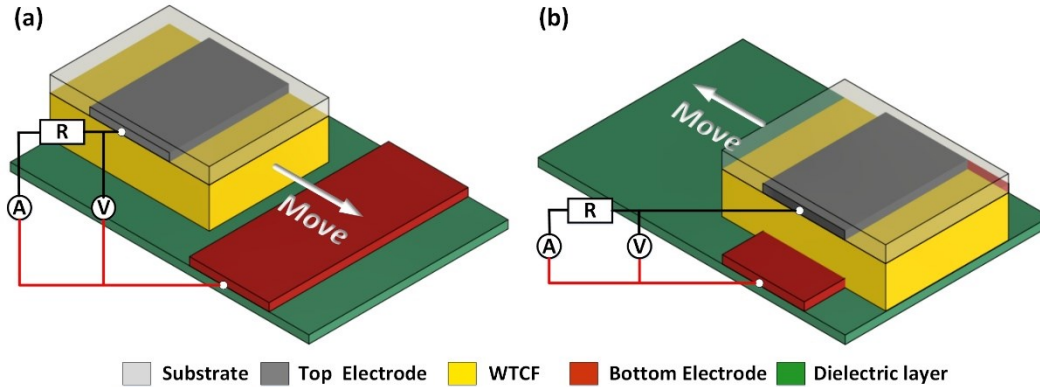 (a)
Move
R
A
V
(b)
Move
R
A
V
Substrate
Top Electrode
WTCF
Bottom Electrode
Dielectric layer